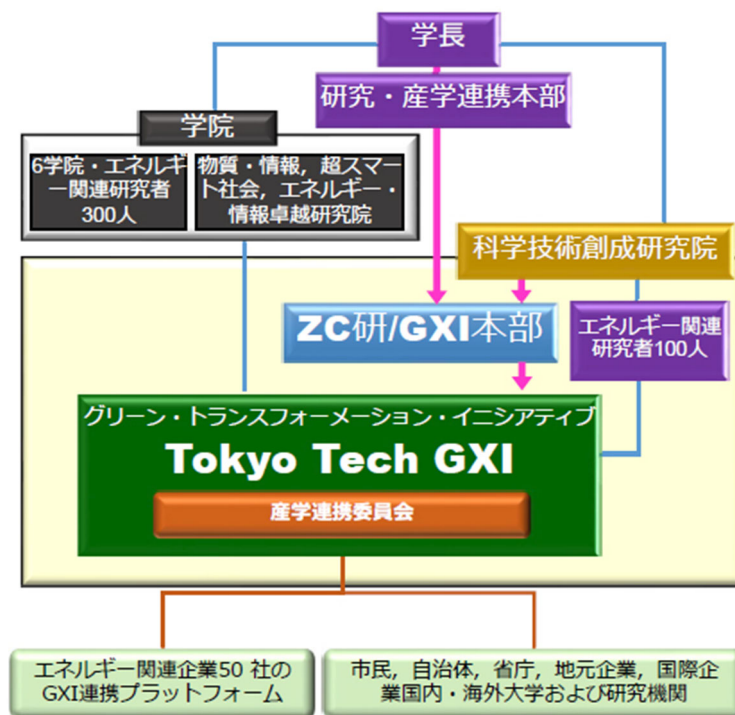 学長
研究・産学連携本部
学院
6学院・エネルギ
ー関連研究者
300人
物質・情報，超スマー
ト社会，エネルギー・
情報卓越研究院
科学技術創成研究院
ZC研/GXI本部
エネルギー関連
研究者100人
グリーン・トランスフォーメーション・イニシアティブ
Tokyo Tech GXI
産学連携委員会
エネルギー関連企業50 社の
GXI連携プラットフォーム
市民，自治体，省庁，地元企業，国際企
業国内・海外大学および研究機関